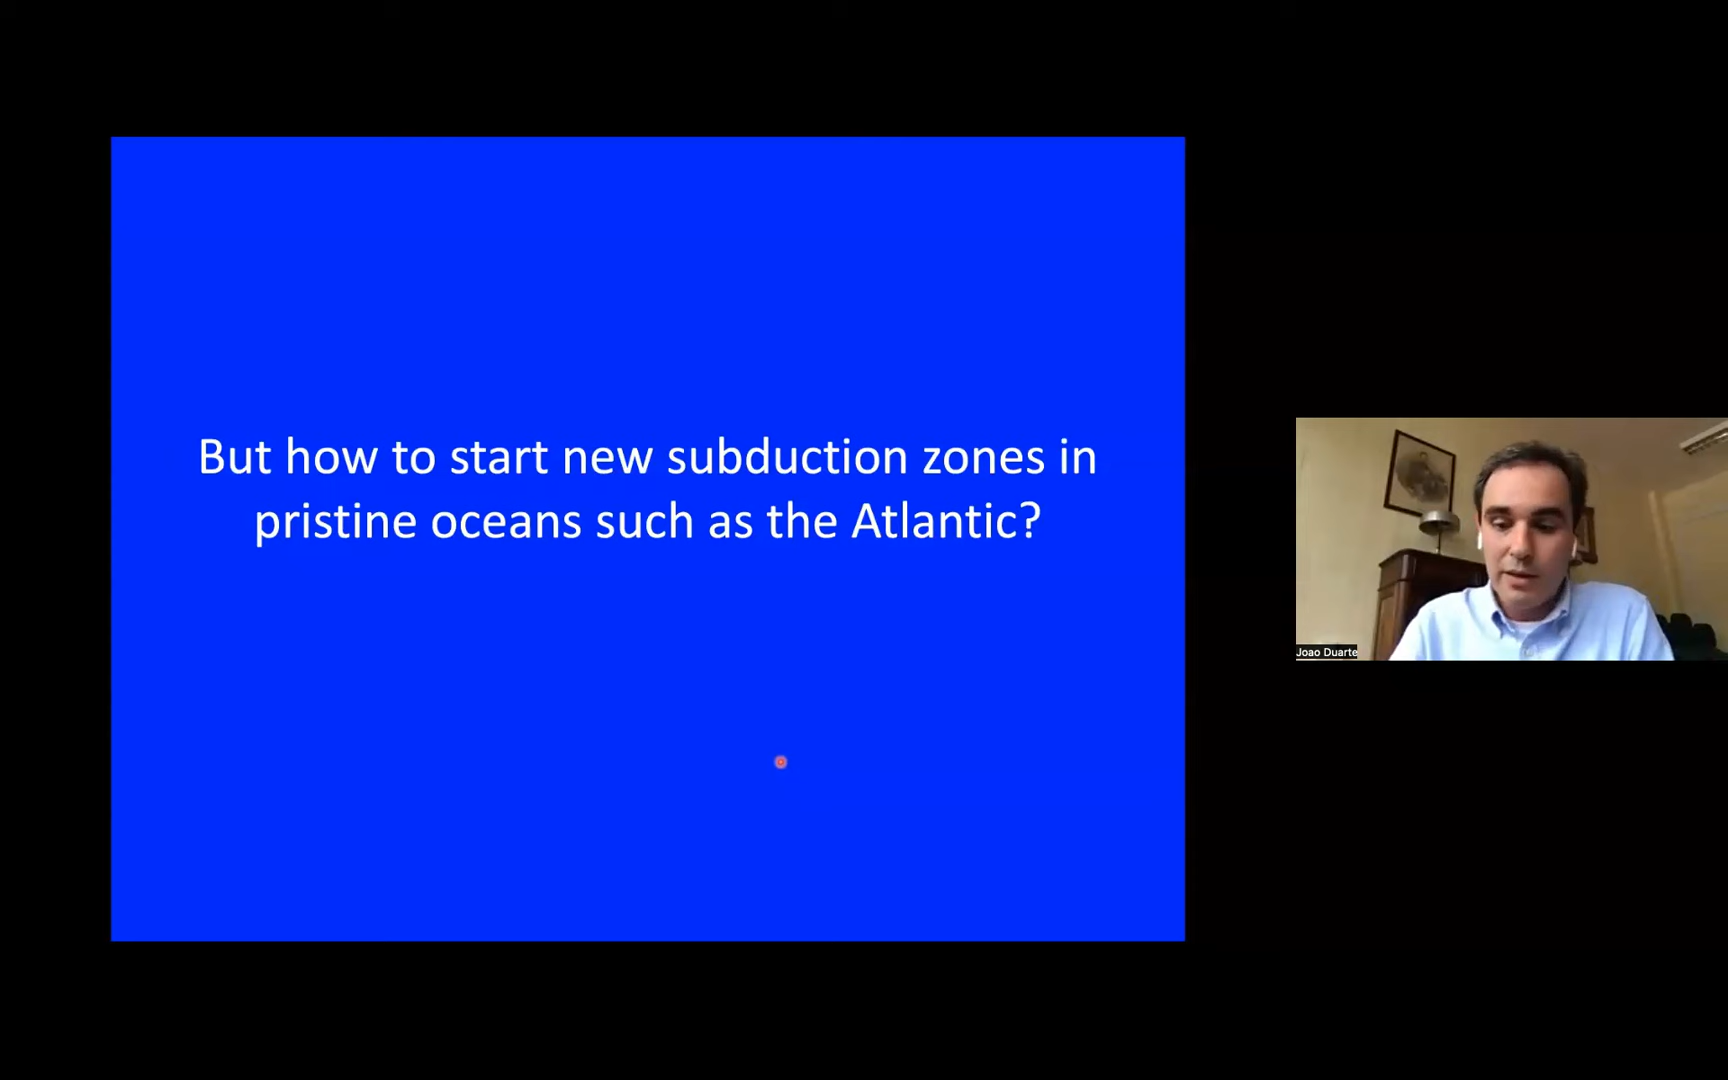 But how to start new subduction zones in
pristine oceans such as the Atlantic?
Joao Duarte